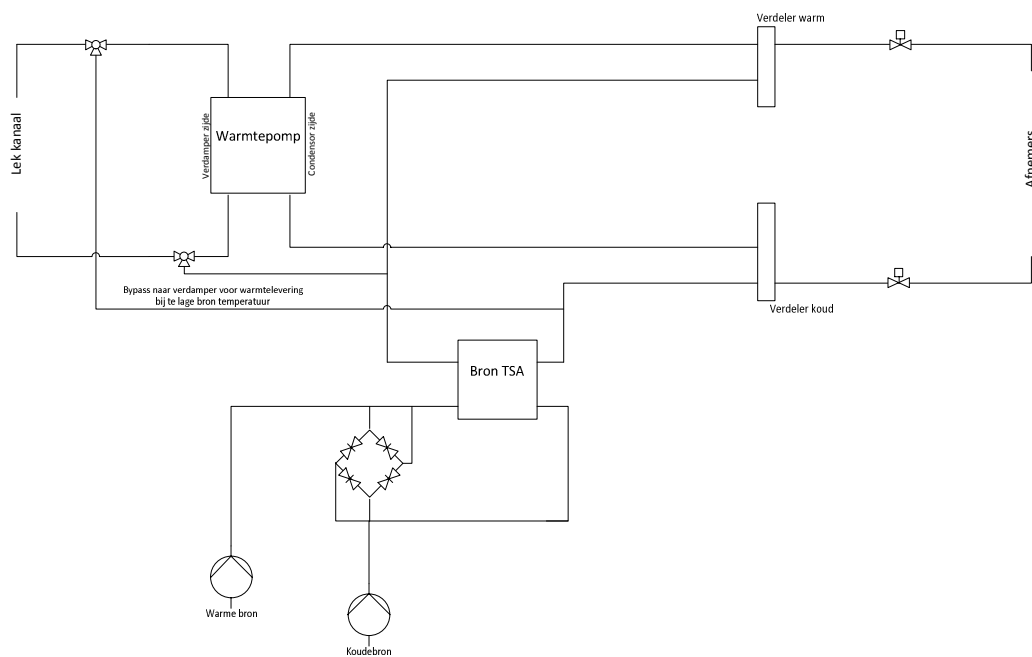 Verdeler warm
Lek kanaal
Verdamper zijde
Warmtepomp
Condensor zijde
Afnemers
Bypass naar verdamper voor warmtelevering
bij te lage bron temperatuur
Verdeler koud
Bron TSA
Warme bron
Koudebron